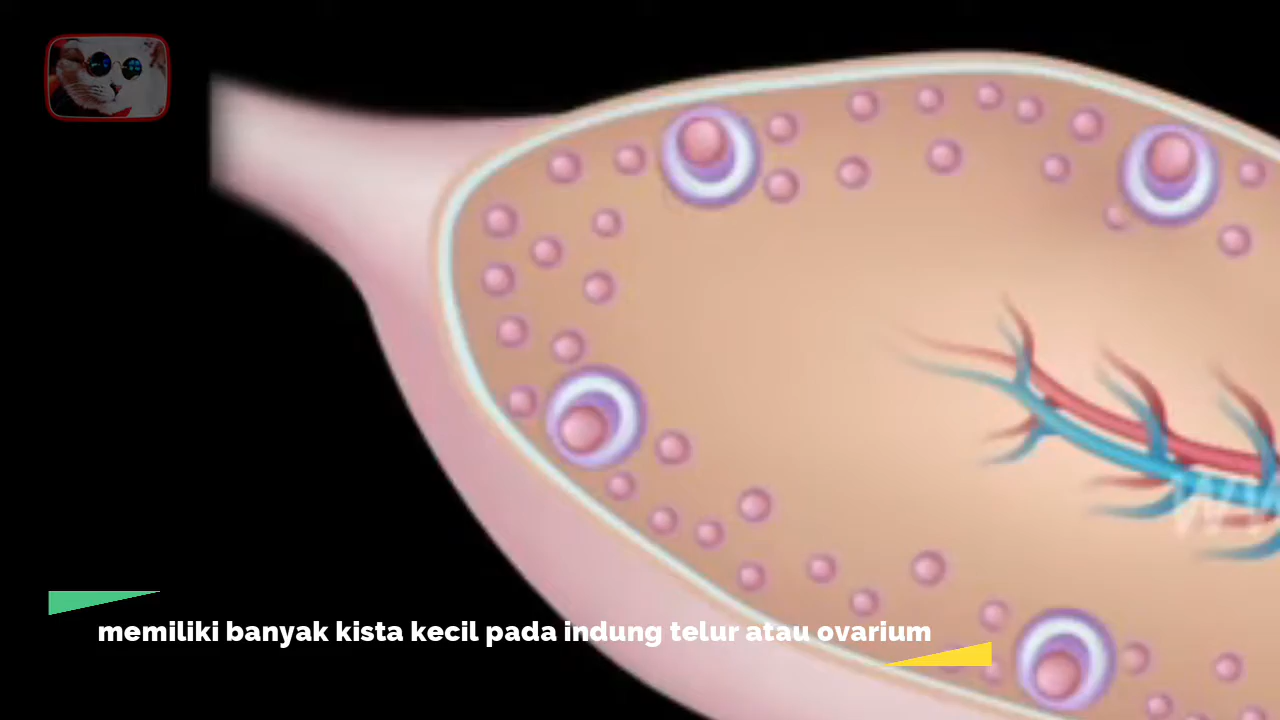 memiliki banyak kista kecil pada indung telur atau ovarium